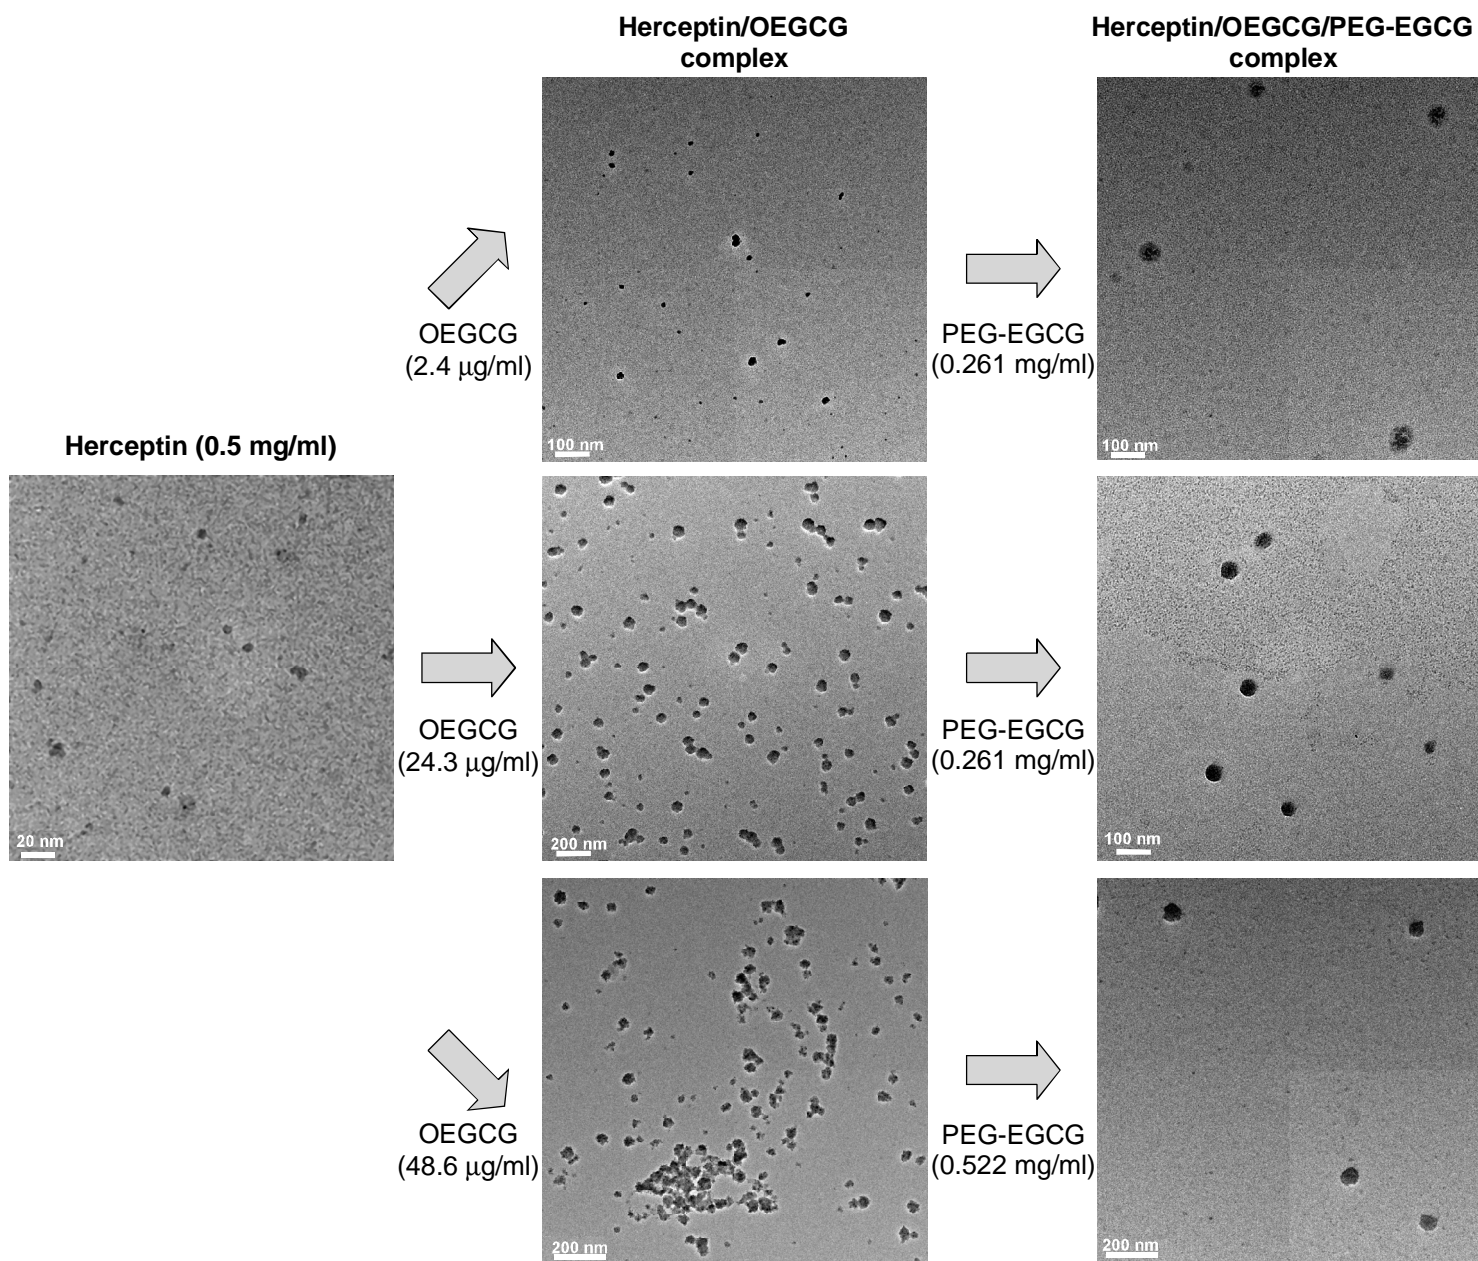 Herceptin/OEGCG
complex
Herceptin/OEGCG/PEG-EGCG
complex
OEGCG
(2.4 μg/ml)
100 nm
PEG-EGCG
(0.261 mg/ml)
100 nm
Herceptin (0.5 mg/ml)
20 nm
OEGCG
(24.3 μg/ml)
200 nm
PEG-EGCG
(0.261 mg/ml)
100 nm
OEGCG
(48.6 μg/ml)
200 nm
PEG-EGCG
(0.522 mg/ml)
200 nm